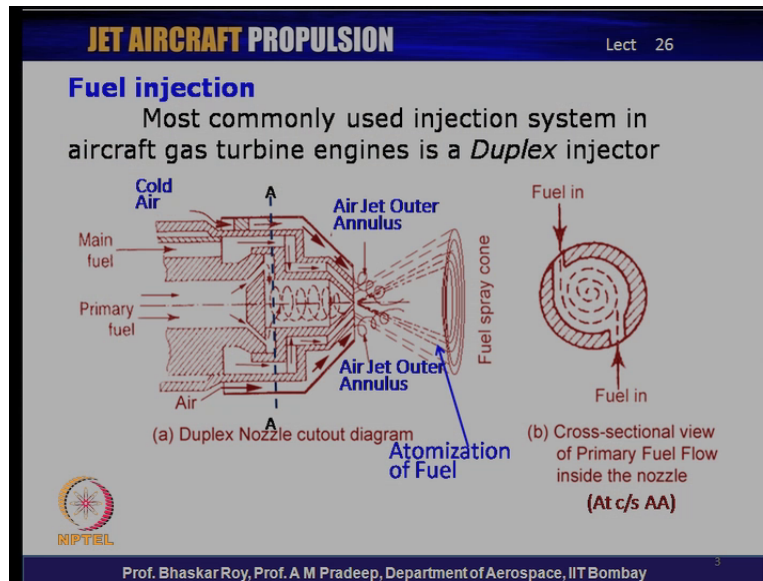 JET AIRCRAFT PROPULSION
Lect 26
Fuel injection
Most commonly used injection system in
aircraft gas turbine engines is a Duplex injector
Cold
Air
A
Air Jet Outer
Annulus
Main
fuel
Primary
fuel
Fuel spray cone
Air Jet Outer
Annulus
Air
A
(a) Duplex Nozzle cutout diagram
Atomization
of Fuel
Fuel in
Fuel in
(b) Cross-sectional view
of Primary Fuel Flow
inside the nozzle
(At c/s AA)
NPTEL
3
Prof. Bhaskar Roy, Prof. A M Pradeep, Department of Aerospace, IIT Bombay